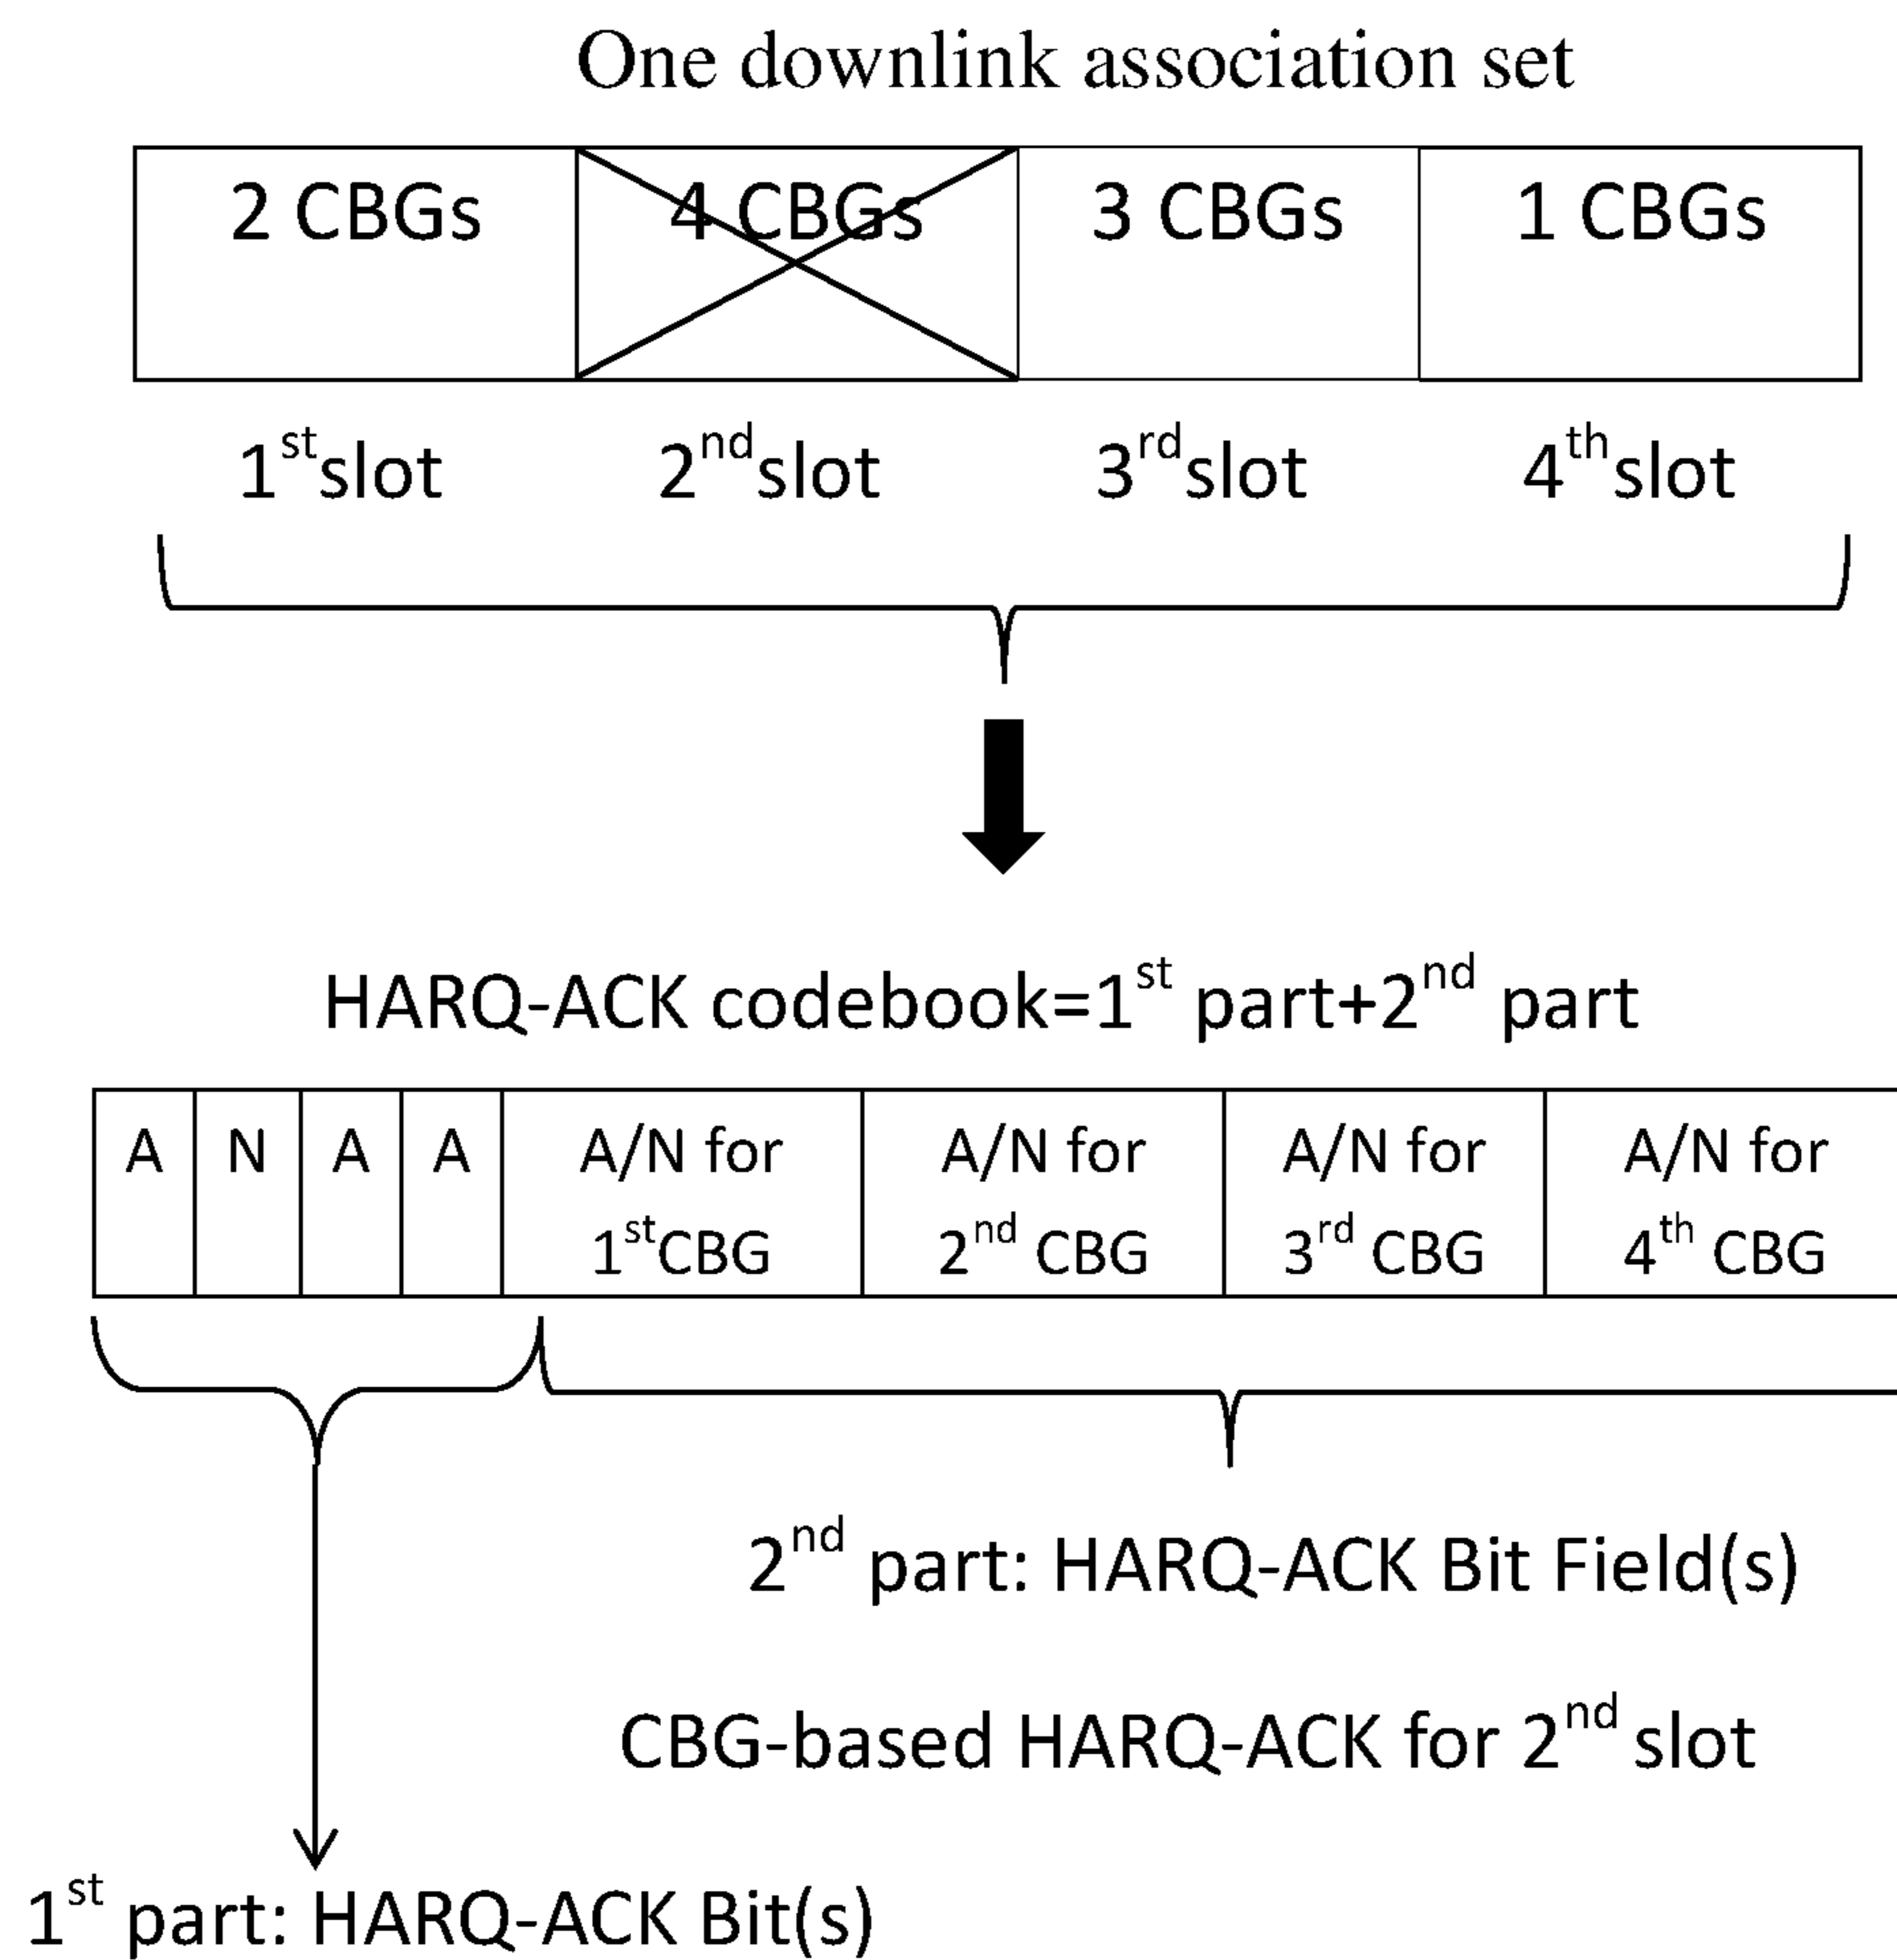 One downlink association set
2 CBGs 4 CBGs 3 CBGs 1 CBGs
1st slot 2nd slot 3rd slot 4th slot
HARQ-ACK codebook=1st part+2nd part
A N A A A/N for A/N for A/N for A/N for
1st CBG 2nd CBG 3rd CBG 4th CBG
2nd part: HARQ-ACK Bit Field(s)
CBG-based HARQ-ACK for 2nd slot
1st part: HARQ-ACK Bit(s)